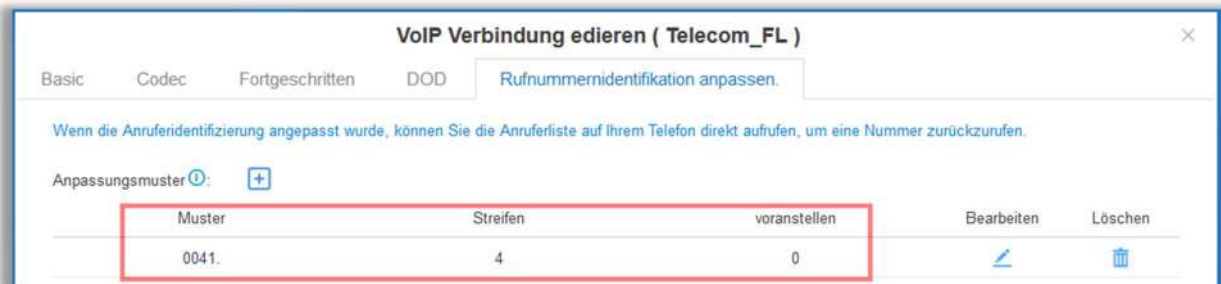 VoIP Verbindung edieren ( Telecom_FL )
Basic Codec Fortgeschritten DOD Rufnummernidentifikation anpassen.
Wenn die Anruferidentifizierung angepasst wurde, können Sie die Anruferliste auf Ihrem Telefon direkt aufrufen, um eine Nummer zurückzurufen.
Anpassungsmuster :
Muster Streifen voranstellen Bearbeiten Löschen
0041. 4 0